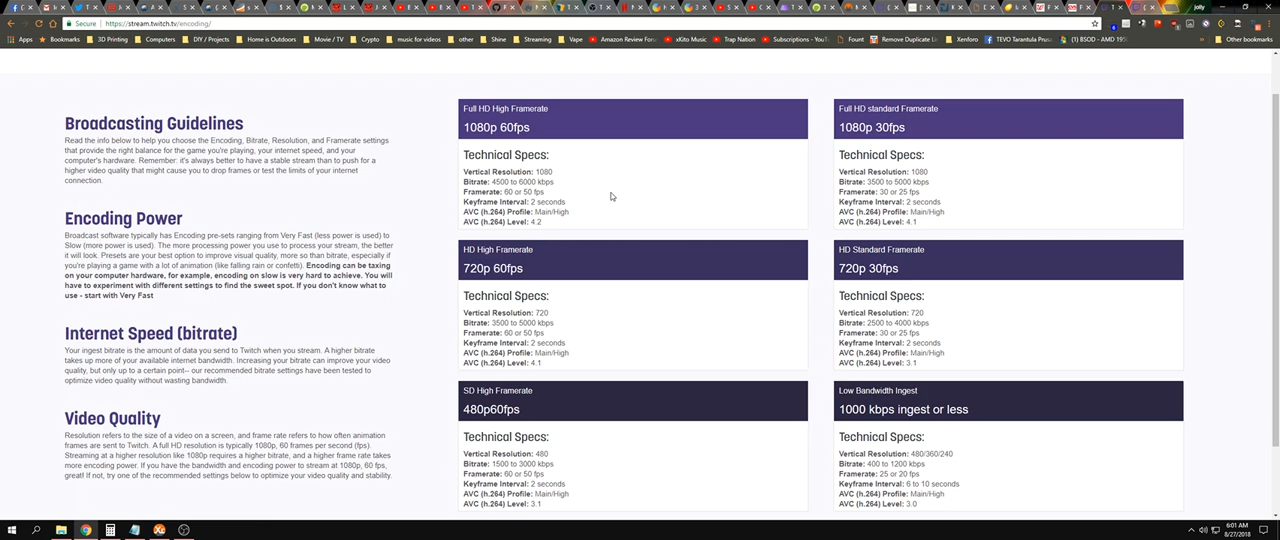 jolly
Secure https://stream.twitch.tv/encoding/
Apps Bookmarks 3D Printing Computers DIY / Projects Home is Outdoors Movie / TV Crypto music for videos other Shine Streaming Vape Amazon Review Foru xKito Music Trap Nation Subscriptions - YouT Fount Remove Duplicate Li Xenforo TEVO Tarantula Prus (1) BSOD - AMD 195 Other bookmarks
Broadcasting Guidelines
Read the info below to help you choose the Encoding, Bitrate, Resolution, and Framerate settings
that provide the right balance for the game you're playing, your internet speed, and your
computer's hardware. Remember: it's always better to have a stable stream than to push for a
higher video quality that might cause you to drop frames or test the limits of your internet
connection.
Encoding Power
Broadcast software typically has Encoding pre-sets ranging from Very Fast (less power is used) to
Slow (more power is used). The more processing power you use to process your stream, the better
it will look. Presets are your best option to improve visual quality, more so than bitrate, especially if
you're playing a game with a lot of animation (like falling rain or confetti). Encoding can be taxing
on your computer hardware, for example, encoding on slow is very hard to achieve. You will
have to experiment with different settings to find the sweet spot. If you don't know what to
use - start with Very Fast
Internet Speed (bitrate)
Your ingest bitrate is the amount of data you send to Twitch when you stream. A higher bitrate
takes up more of your available internet bandwidth. Increasing your bitrate can improve your video
quality, but only up to a certain point-- our recommended bitrate settings have been tested to
optimize video quality without wasting bandwidth.
Video Quality
Resolution refers to the size of a video on a screen, and frame rate refers to how often animation
frames are sent to Twitch. A full HD resolution is typically 1080p, 60 frames per second (fps).
Streaming at a higher resolution like 1080p requires a higher bitrate, and a higher frame rate takes
more encoding power. If you have the bandwidth and encoding power to stream at 1080p, 60 fps,
great! If not, try one of the recommended settings below to optimize your video quality and stability.
Full HD High Framerate
1080p 60fps
Technical Specs:
Vertical Resolution: 1080
Bitrate: 4500 to 6000 kbps
Framerate: 60 or 50 fps
Keyframe Interval: 2 seconds
AVC (h.264) Profile: Main/High
AVC (h.264) Level: 4.2
Full HD standard Framerate
1080p 30fps
Technical Specs:
Vertical Resolution: 1080
Bitrate: 3500 to 5000 kbps
Framerate: 30 or 25 fps
Keyframe Interval: 2 seconds
AVC (h.264) Profile: Main/High
AVC (h.264) Level: 4.1
HD High Framerate
720p 60fps
Technical Specs:
Vertical Resolution: 720
Bitrate: 3500 to 5000 kbps
Framerate: 60 or 50 fps
Keyframe Interval: 2 seconds
AVC (h.264) Profile: Main/High
AVC (h.264) Level: 4.1
HD Standard Framerate
720p 30fps
Technical Specs:
Vertical Resolution: 720
Bitrate: 2500 to 4000 kbps
Framerate: 30 or 25 fps
Keyframe Interval: 2 seconds
AVC (h.264) Profile: Main/High
AVC (h.264) Level: 3.1
SD High Framerate
480p60fps
Technical Specs:
Vertical Resolution: 480
Bitrate: 1500 to 3000 kbps
Framerate: 60 or 50 fps
Keyframe Interval: 2 seconds
AVC (h.264) Profile: Main/High
AVC (h.264) Level: 3.1
Low Bandwidth Ingest
1000 kbps ingest or less
Technical Specs:
Vertical Resolution: 480/360/240
Bitrate: 400 to 1200 kbps
Framerate: 25 or 20 fps
Keyframe Interval: 6 to 10 seconds
AVC (h.264) Profile: Main/High
AVC (h.264) Level: 3.0
6:01 AM
8/27/2018